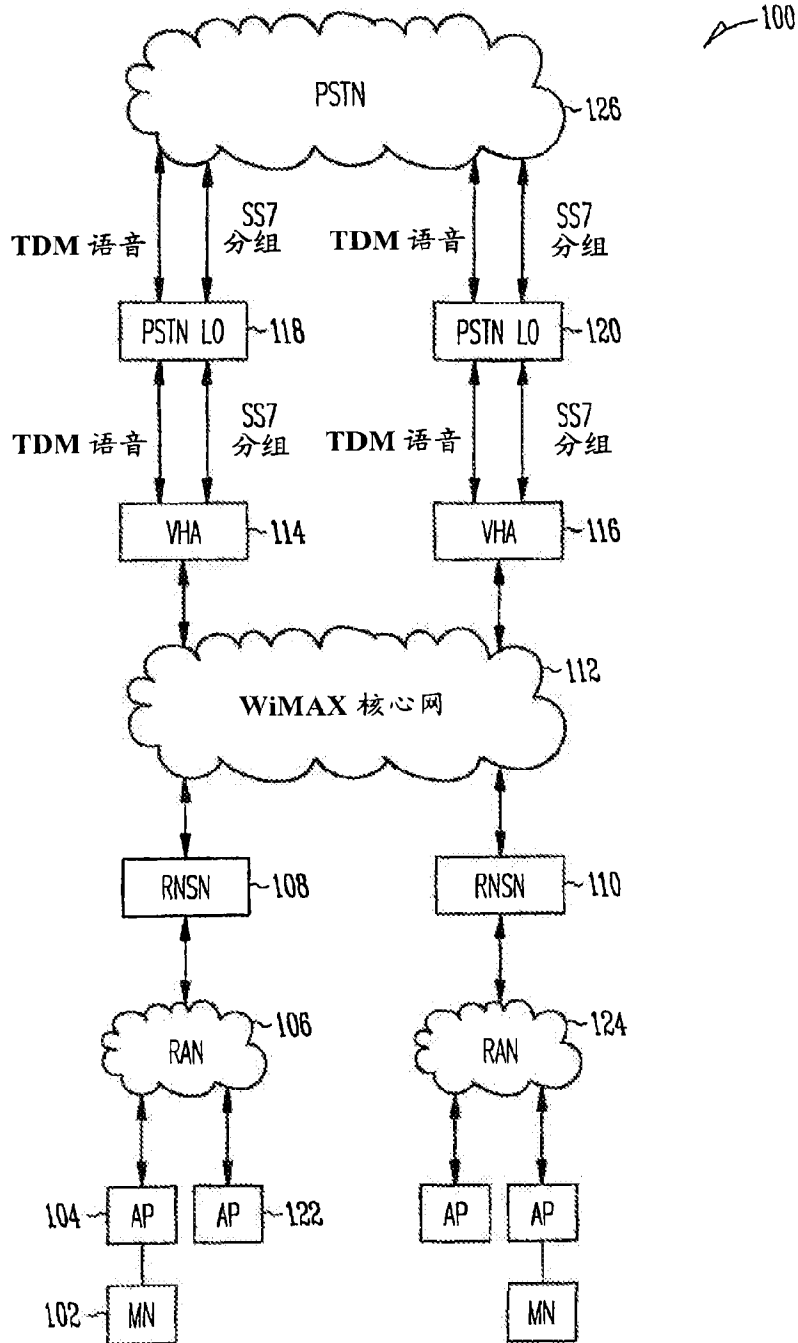 100
PSTN
126
TDM 语音
SS7
分组
TDM 语音
SS7
分组
PSTN LO
118
PSTN LO
120
TDM 语音
SS7
分组
TDM 语音
SS7
分组
VHA
114
VHA
116
112
WiMAX 核心网
RNSN
108
RNSN
110
106
RAN
124
RAN
104
AP
AP
122
AP
AP
102
MN
MN